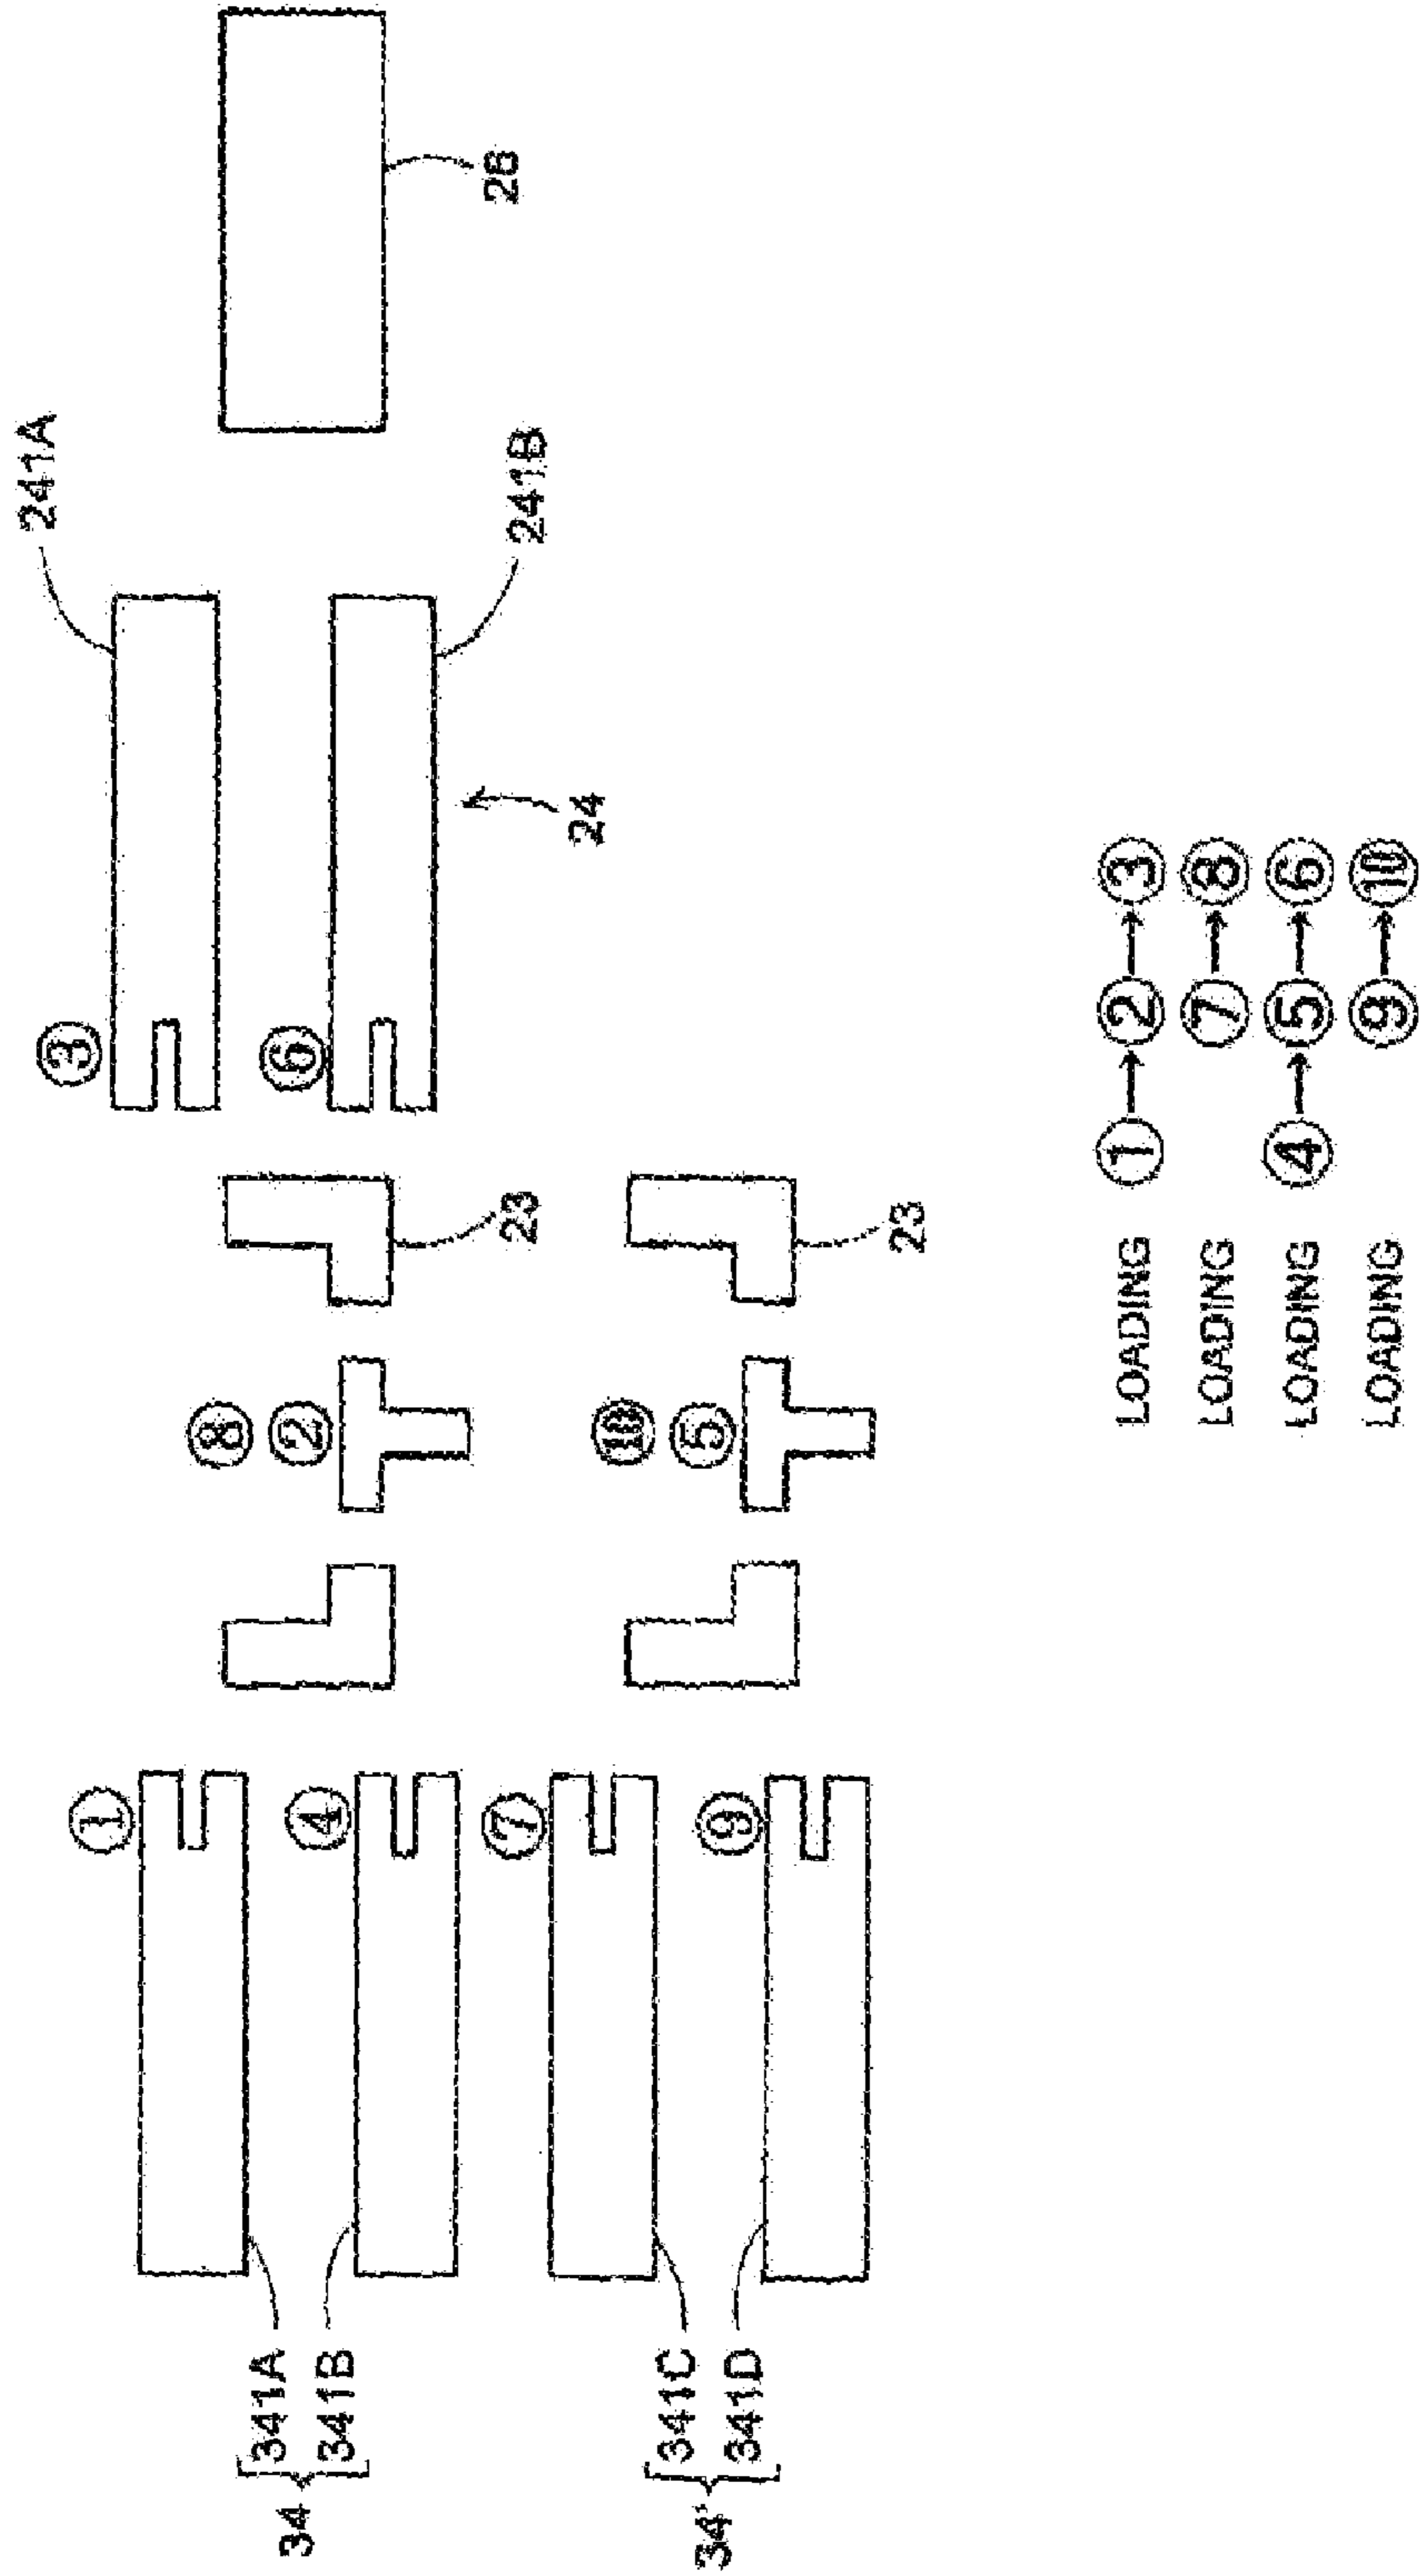 241A
③
①
⑧
341A
②
⑥
34
341B
④
28
23
241B
⑦
24
⑩
341C
⑤
34'
341D
⑨
23
LOADING ①→②→③
LOADING ⑦→⑧
LOADING ④→⑤→⑥
LOADING ⑨→⑩